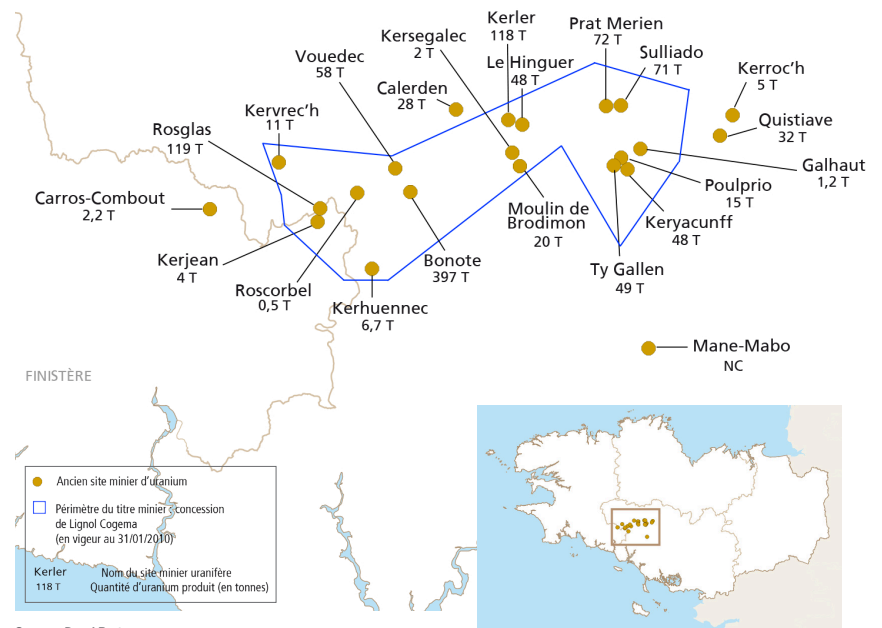 Kerler
118 T
Prat Merien
72 T
Kersegalec
2 T
Sulliado
71 T
Vouedec
58 T
Le Hinguer
48 T
Kerroc'h
5 T
Calerden
28 T
Kervrec'h
11 T
Quistiave
32 T
Rosglas
119 T
Galhaut
1,2 T
Poulprio
15 T
Carros-Combout
2,2 T
Moulin de
Brodimon
20 T
Keryacunff
48 T
Kerjean
4 T
Bonote
397 T
Ty Gallen
49 T
Roscorbel
0,5 T
Kerhuennec
6,7 T
Mane-Mabo
NC
FINISTÈRE
Ancien site minier d'uranium
Périmètre du titre minier : concession
de Lignol Cogema
(en vigeur au 31/01/2010)
Kerler
118 T
Nom du site minier uranifère
Quantité d'uranium produit (en tonnes)